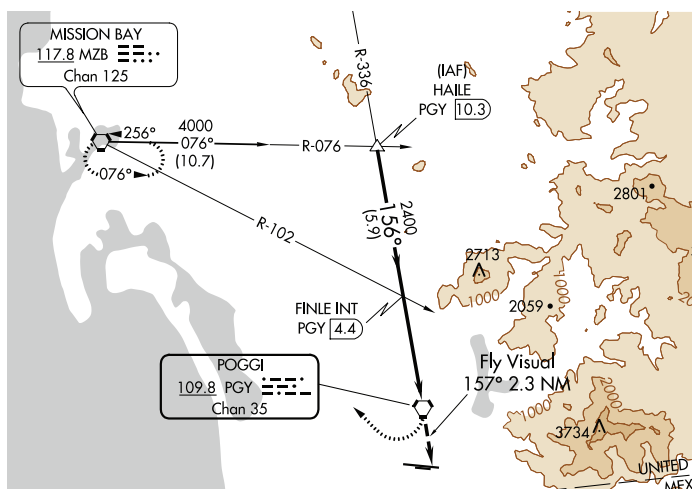 MISSION BAY
117.8 MZB
Chan 125
R-336
(IAF)
HAILE
PGY 10.3
256°
4000
076°
(10.7)
R-076
076°
R-102
2400
156°
(5.9)
2801
2713
1000
2059
1000
FINLE INT
PGY 4.4
POGGI
109.8 PGY
Chan 35
Fly Visual
157° 2.3 NM
1000
3734
UNITED
MEX